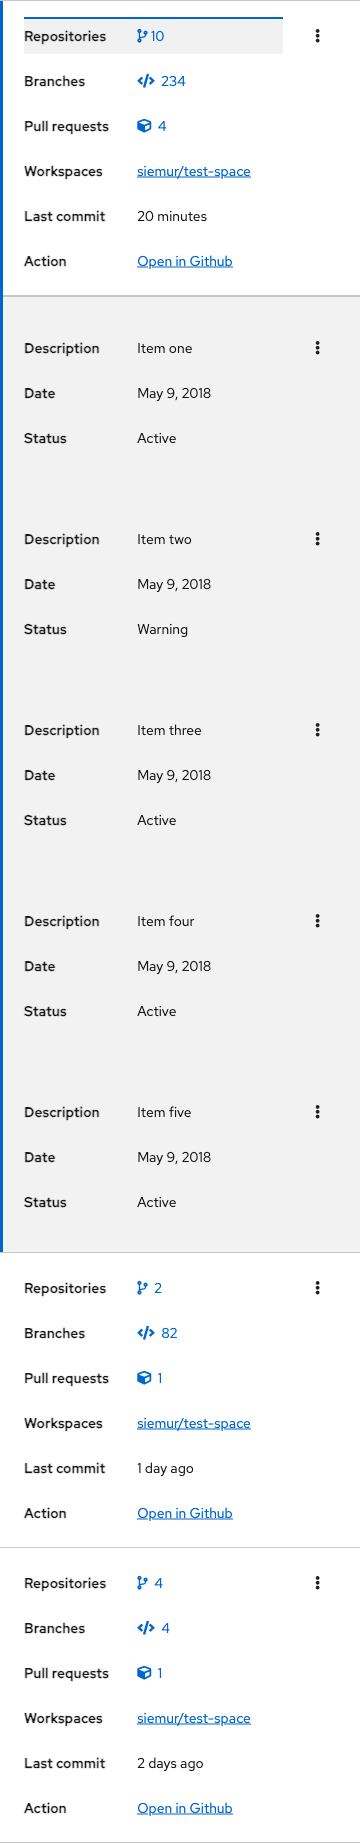 Repositories 10
Branches 234
Pull requests 4
Workspaces siemur/test-space
Last commit 20 minutes
Action Open in Github
Description Item one
Date May 9, 2018
Status Active
Description Item two
Date May 9, 2018
Status Warning
Description Item three
Date May 9, 2018
Status Active
Description Item four
Date May 9, 2018
Status Active
Description Item five
Date May 9, 2018
Status Active
Repositories 2
Branches 82
Pull requests 1
Workspaces siemur/test-space
Last commit 1 day ago
Action Open in Github
Repositories 4
Branches 4
Pull requests 1
Workspaces siemur/test-space
Last commit 2 days ago
Action Open in Github